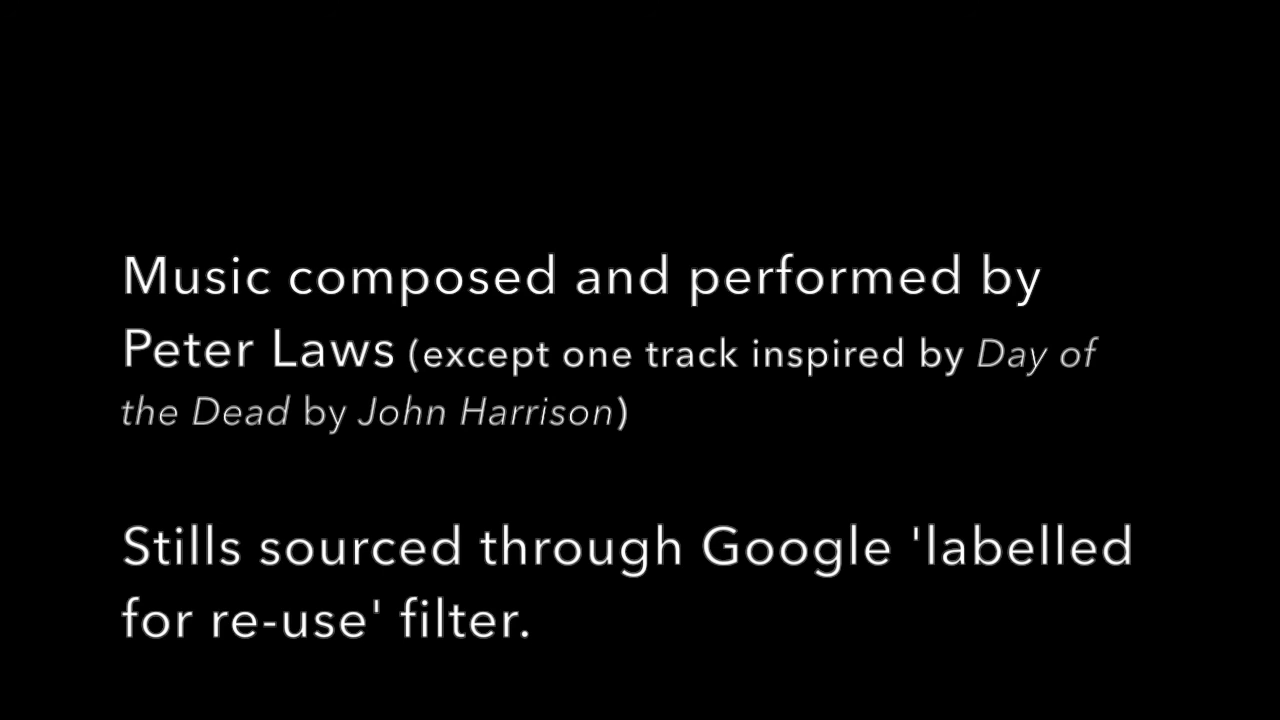 Music composed and performed by
Peter Laws (except one track inspired by Day of
the Dead by John Harrison)
Stills sourced through Google 'labelled
for re-use' filter.